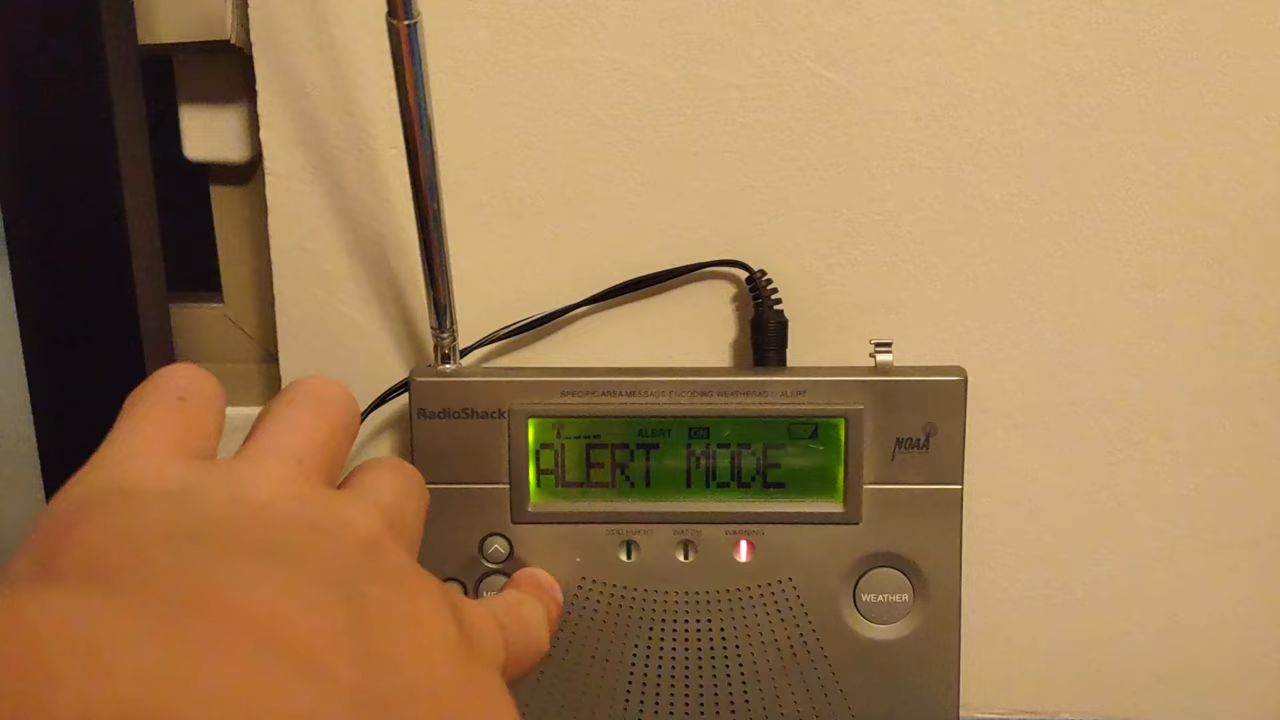 SPECIFIC AREA MESSAGE ENCODING WEATHERADIO ALERT
RadioShack
ALERT ON
ALERT MODE
NOAA
STATEMENT WATCH WARNING
WEATHER